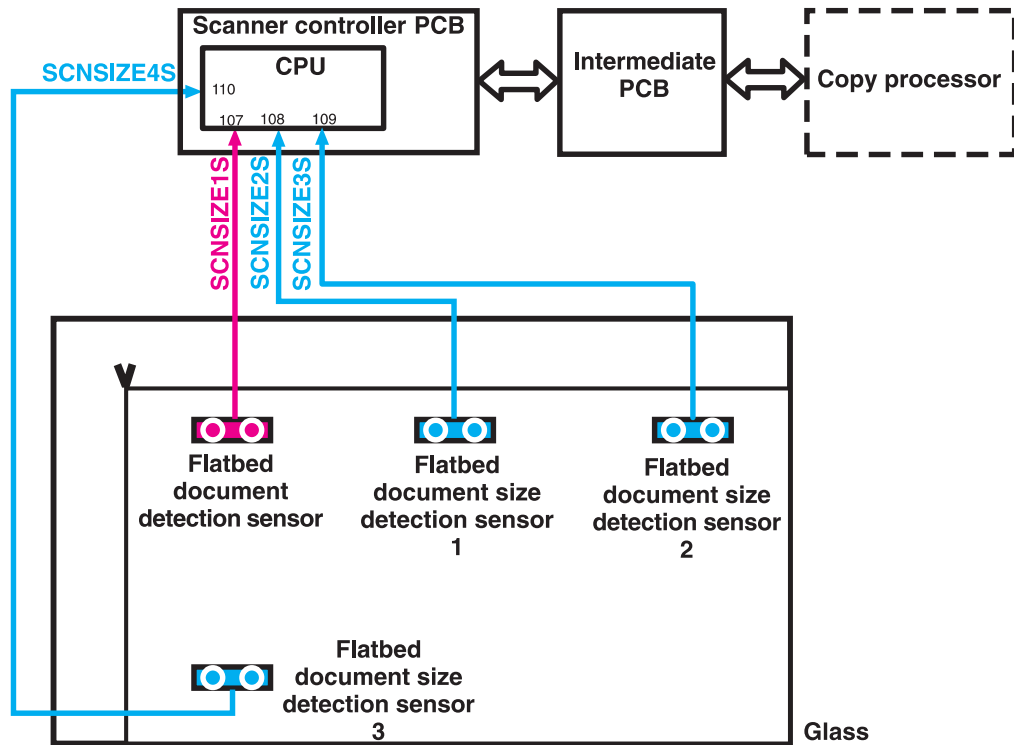 Scanner controller PCB
CPU
SCNSIZE4S
110
107
108
109
Intermediate
PCB
Copy processor
SCNSIZE1S
SCNSIZE2S
SCNSIZE3S
Flatbed
document
detection sensor
Flatbed
document size
detection sensor
1
Flatbed
document size
detection sensor
2
Flatbed
document size
detection sensor
3
Glass